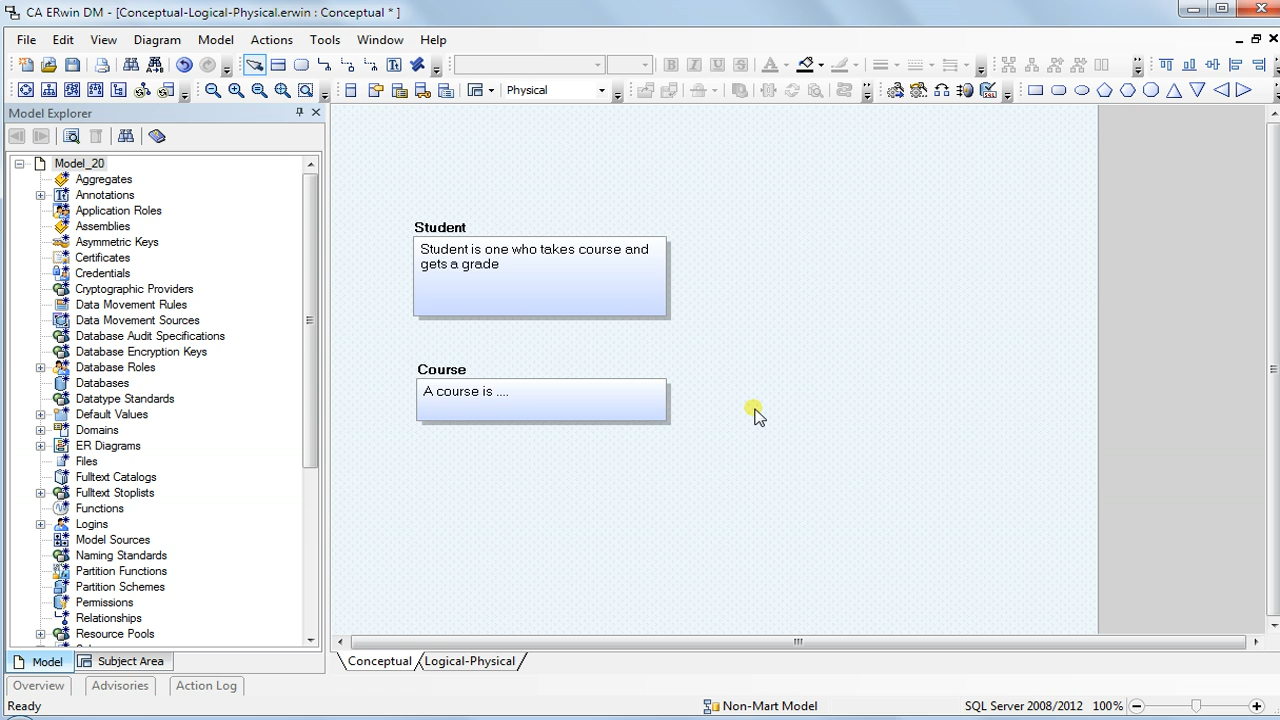 CA ERwin DM - [Conceptual-Logical-Physical.erwin : Conceptual * ]
File Edit View Diagram Model Actions Tools Window Help
B I U S A
Physical
Model Explorer
Model_20
Aggregates
Annotations
Application Roles
Assemblies
Asymmetric Keys
Certificates
Credentials
Cryptographic Providers
Data Movement Rules
Data Movement Sources
Database Audit Specifications
Database Encryption Keys
Database Roles
Databases
Datatype Standards
Default Values
Domains
ER Diagrams
Files
Fulltext Catalogs
Fulltext Stoplists
Functions
Logins
Model Sources
Naming Standards
Partition Functions
Partition Schemes
Permissions
Relationships
Resource Pools
Student
Student is one who takes course and
gets a grade
Course
A course is ....
Model Subject Area
Conceptual Logical-Physical
Overview Advisories Action Log
Ready Non-Mart Model SQL Server 2008/2012 100%